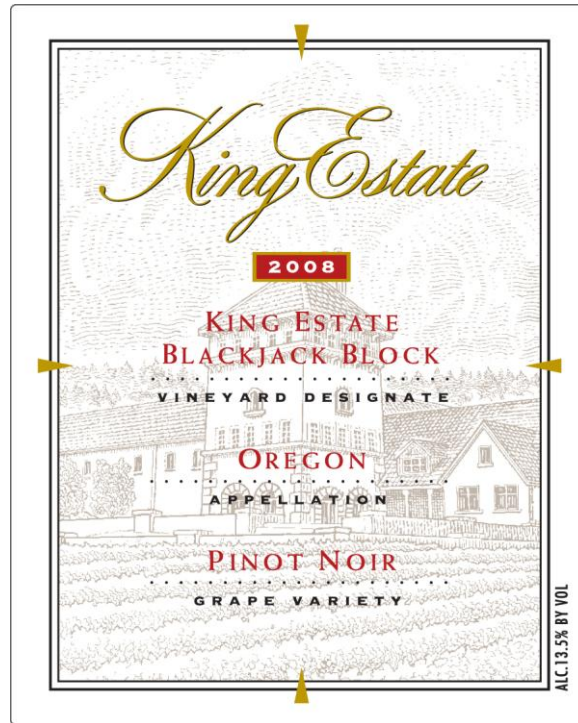 King Estate
2008
KING ESTATE
BLACKJACK BLOCK
VINEYARD DESIGNATE
OREGON
APPELLATION
PINOT NOIR
GRAPE VARIETY
ALC.13.5% BY VOL